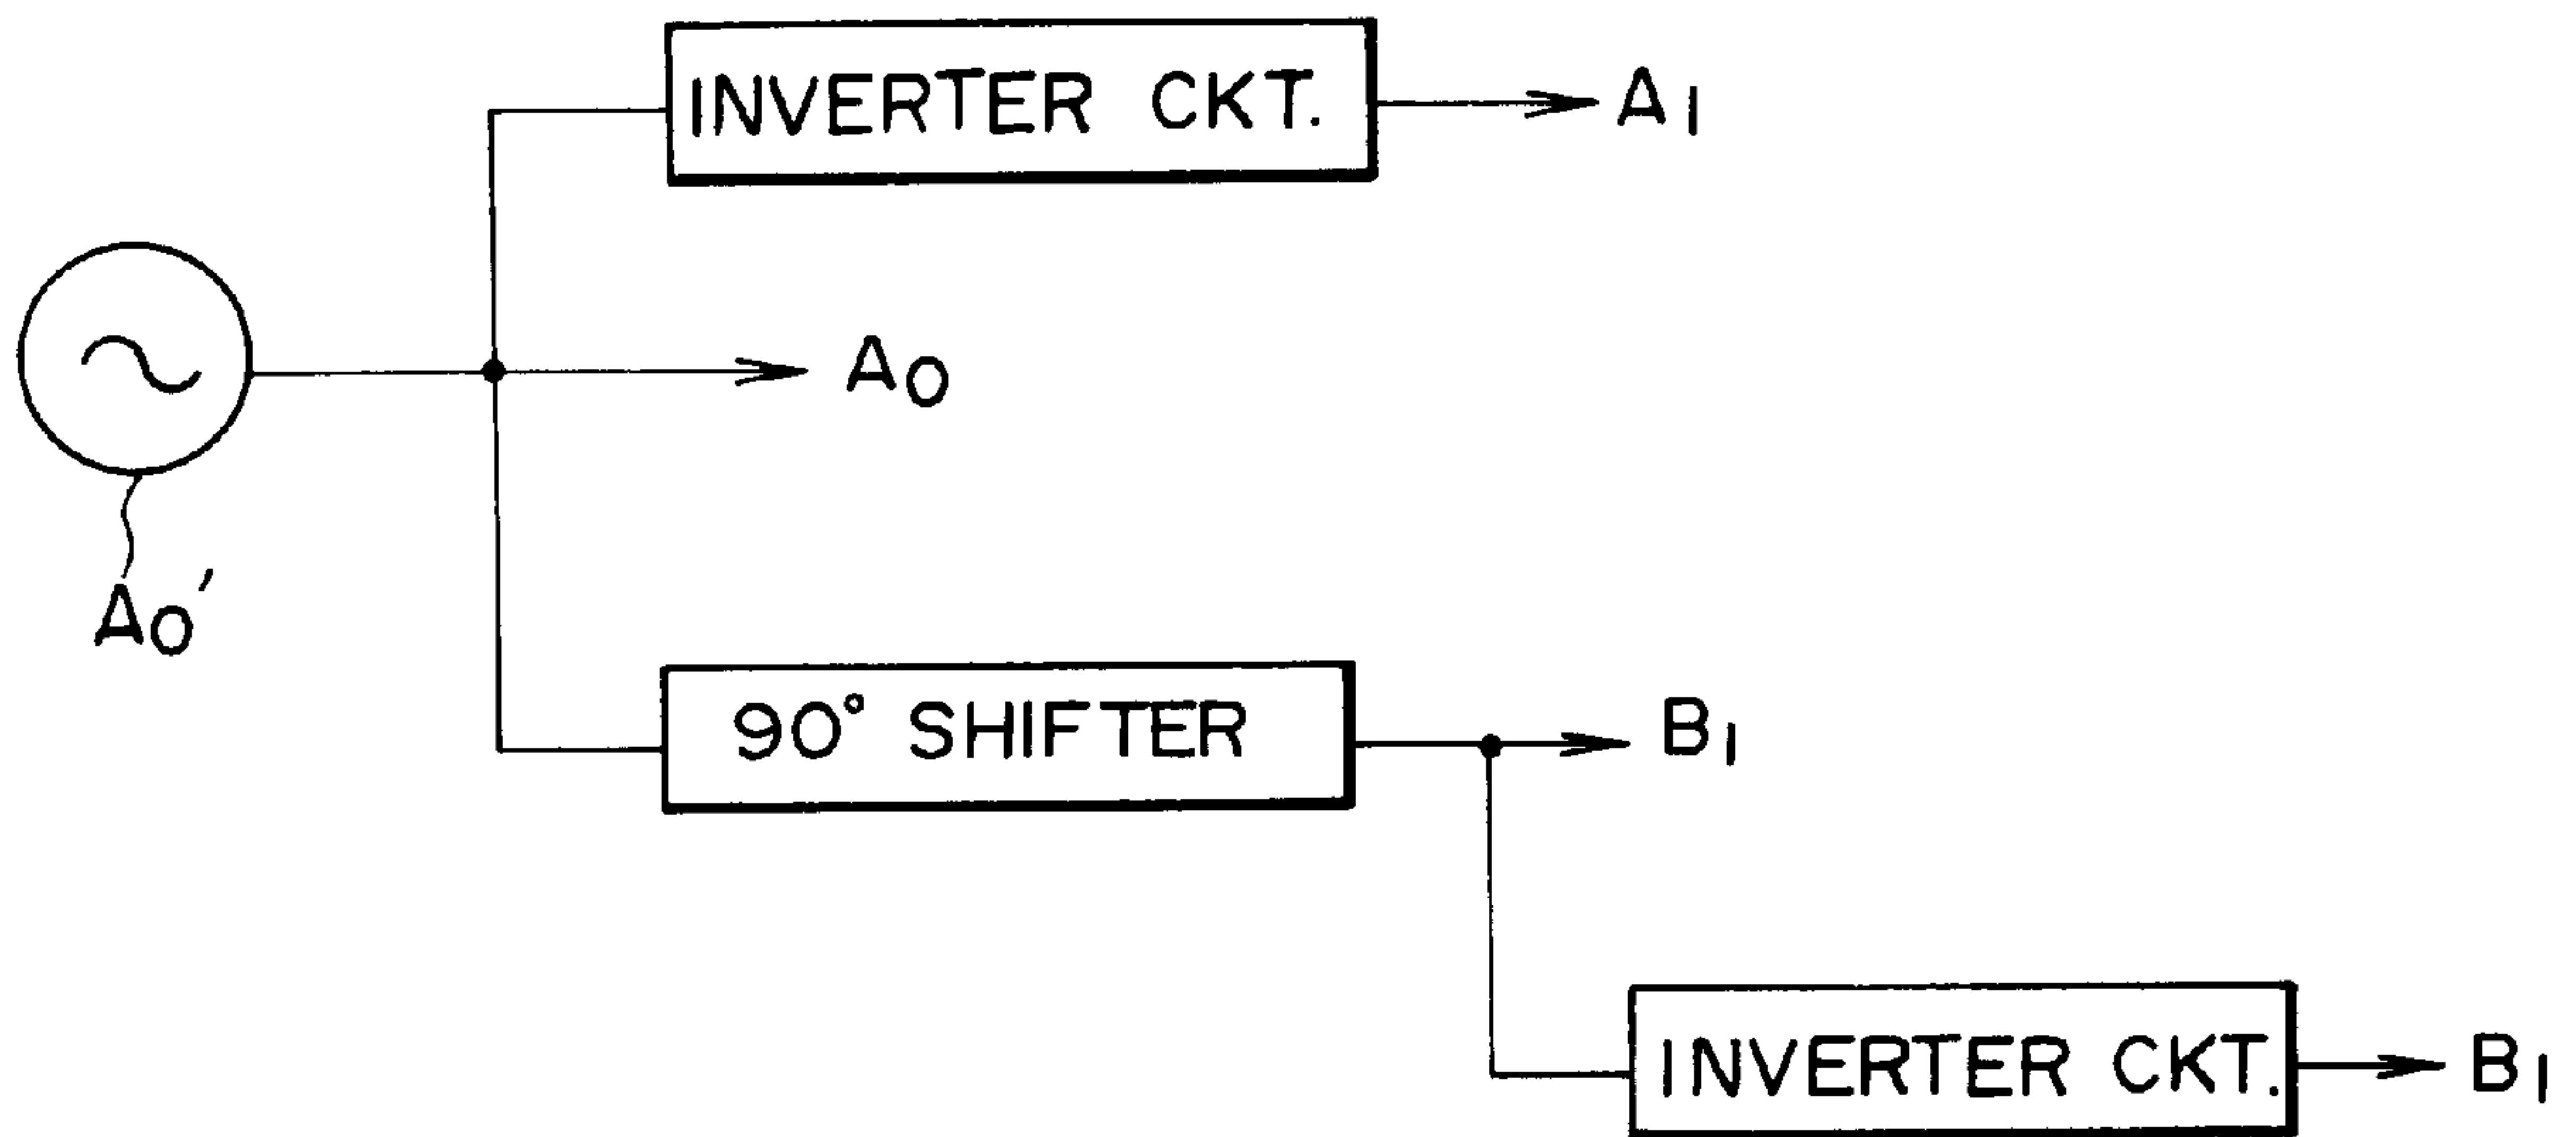 INVERTER CKT.
A1
A0
A0'
90° SHIFTER
B1
INVERTER CKT.
B1